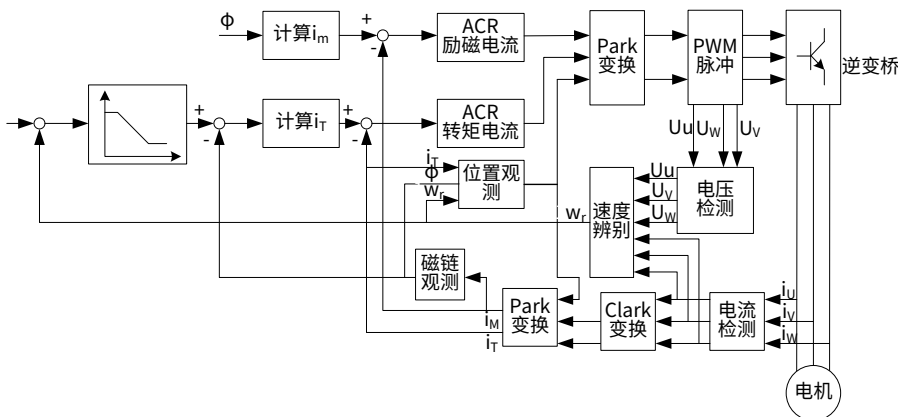 Φ
计算iₘ
+
-
ACR
励磁电流
Park
变换
PWM
脉冲
逆变桥
+
-
计算i_T
+
-
ACR
转矩电流
Uu
U_W
U_V
i_T
Φ
w_r
位置观
测
w_r
速度
辨别
Uu
U_V
U_W
电压
检测
磁链
观测
i_M
i_T
Park
变换
Clark
变换
电流
检测
i_U
i_V
i_W
电机